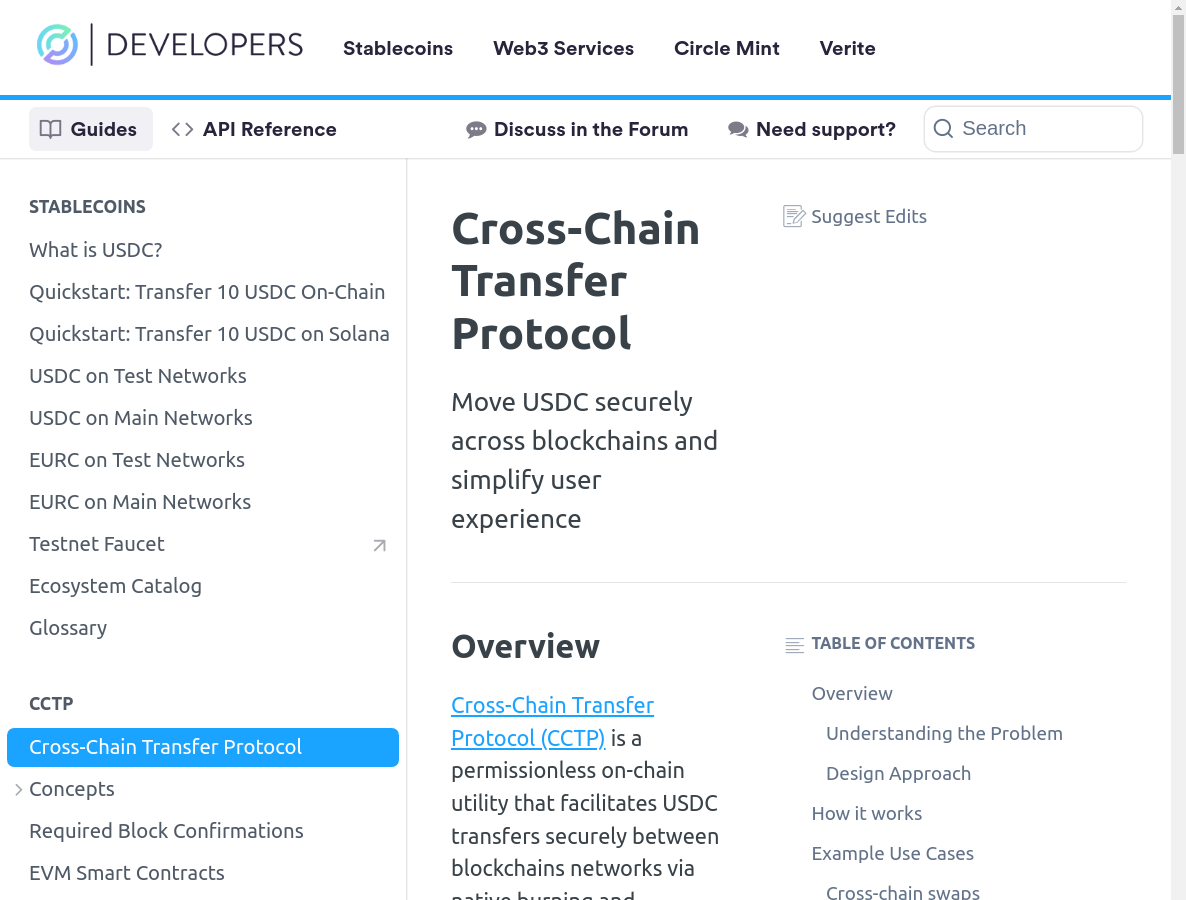 DEVELOPERS
Stablecoins
Web3 Services
Circle Mint
Verite
Guides
API Reference
Discuss in the Forum
Need support?
Search
STABLECOINS
What is USDC?
Quickstart: Transfer 10 USDC On-Chain
Quickstart: Transfer 10 USDC on Solana
USDC on Test Networks
USDC on Main Networks
EURC on Test Networks
EURC on Main Networks
Testnet Faucet
Ecosystem Catalog
Glossary
CCTP
Cross-Chain Transfer Protocol
Concepts
Required Block Confirmations
EVM Smart Contracts
Cross-Chain
Transfer
Protocol
Suggest Edits
Move USDC securely
across blockchains and
simplify user
experience
Overview
Cross-Chain Transfer
Protocol (CCTP) is a
permissionless on-chain
utility that facilitates USDC
transfers securely between
blockchains networks via
native burning and
TABLE OF CONTENTS
Overview
Understanding the Problem
Design Approach
How it works
Example Use Cases
Cross-chain swaps